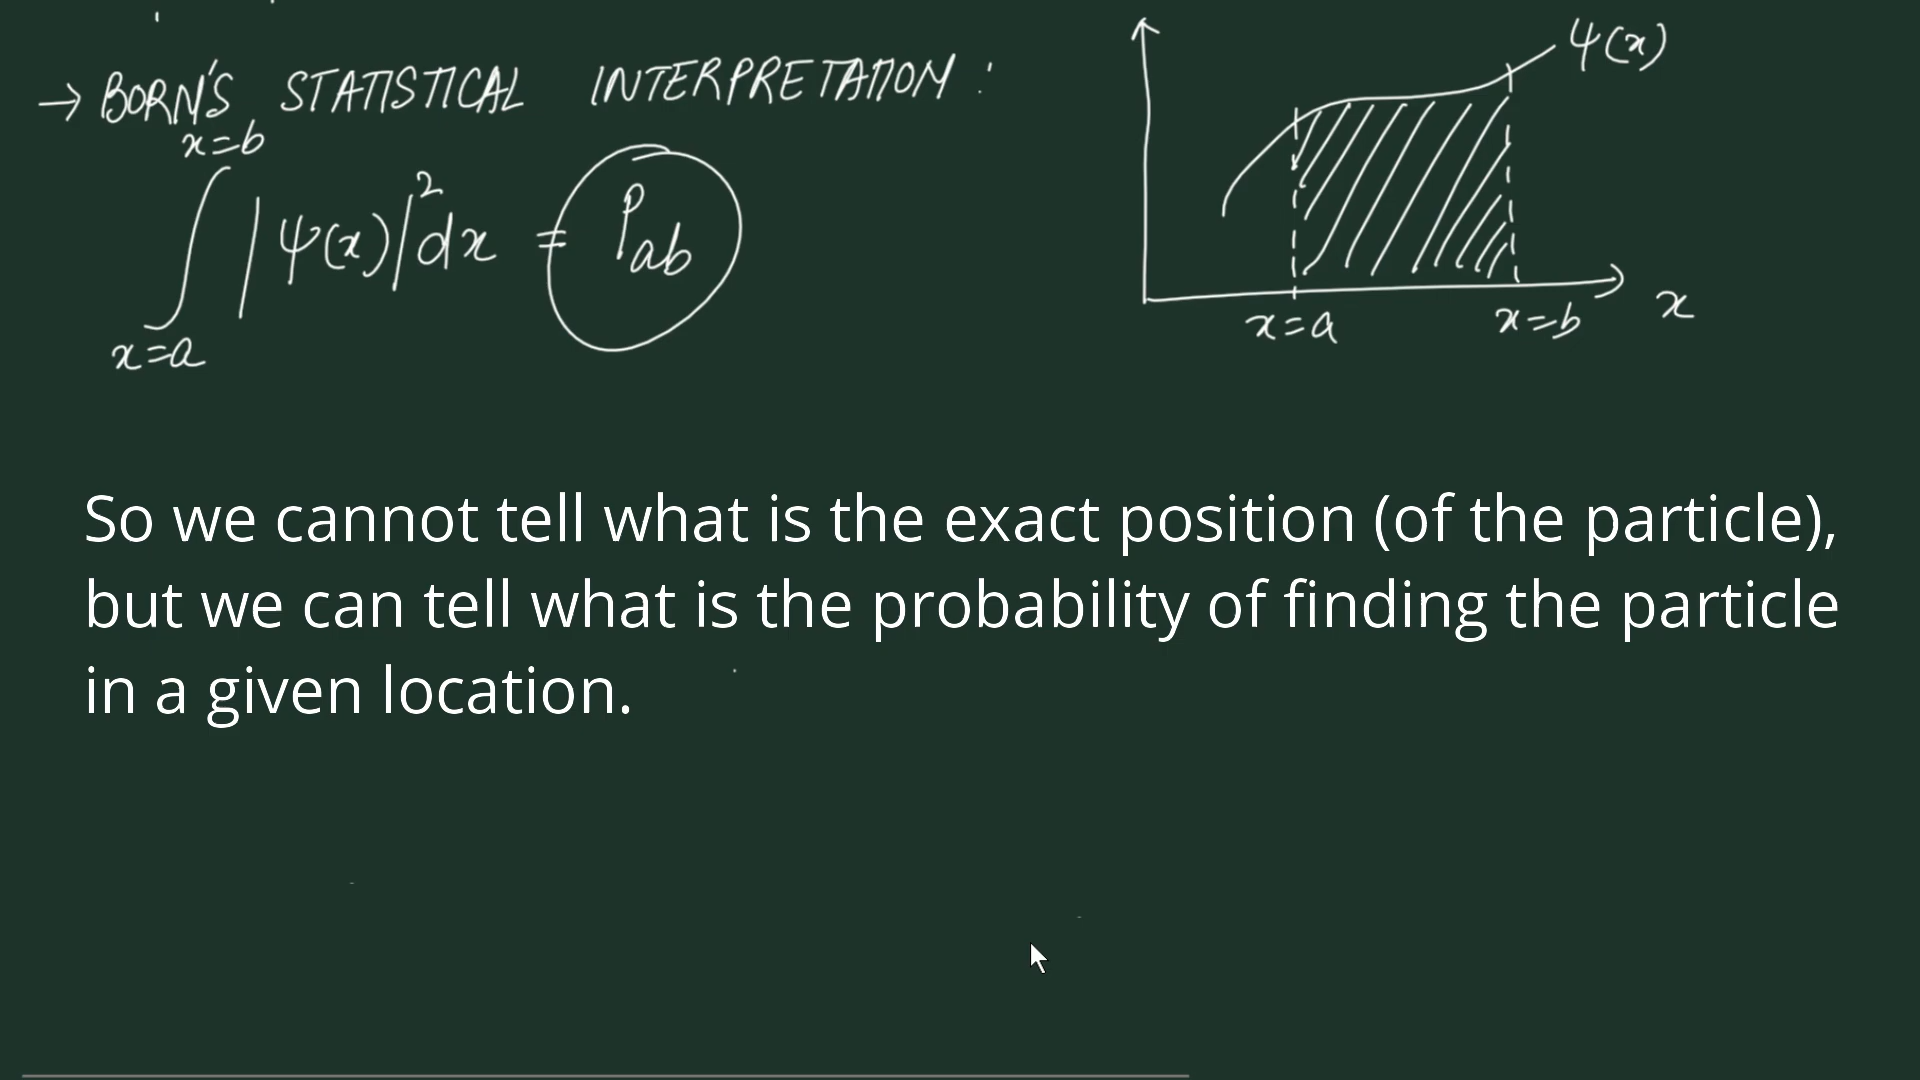 → BORN'S STATISTICAL INTERPRETATION :
x=b
∫ |ψ(x)|² dx = Pab
x=a
ψ(x)
x=a x=b x
So we cannot tell what is the exact position (of the particle),
but we can tell what is the probability of finding the particle
in a given location.